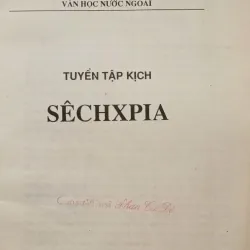 VĂN HỌC NƯỚC NGOÀI
TUYỂN TẬP KỊCH
SÊCHXPIA